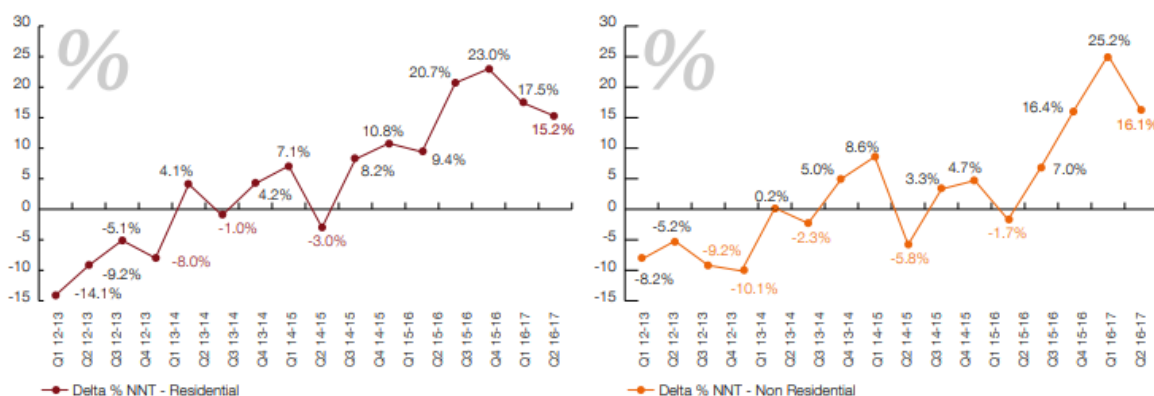 %
30
25
20
15
10
5
0
-5
-10
-15
-14.1%
-9.2%
-5.1%
-8.0%
4.1%
-1.0%
4.2%
7.1%
-3.0%
8.2%
10.8%
9.4%
20.7%
23.0%
17.5%
15.2%
Q1 12-13
Q2 12-13
Q3 12-13
Q4 12-13
Q1 13-14
Q2 13-14
Q3 13-14
Q4 13-14
Q1 14-15
Q2 14-15
Q3 14-15
Q4 14-15
Q1 15-16
Q2 15-16
Q3 15-16
Q4 15-16
Q1 16-17
Q2 16-17
Delta % NNT - Residential
%
30
25
20
15
10
5
0
-5
-10
-15
-8.2%
-5.2%
-9.2%
-10.1%
0.2%
-2.3%
5.0%
8.6%
-5.8%
3.3%
4.7%
-1.7%
7.0%
16.4%
25.2%
16.1%
Q1 12-13
Q2 12-13
Q3 12-13
Q4 12-13
Q1 13-14
Q2 13-14
Q3 13-14
Q4 13-14
Q1 14-15
Q2 14-15
Q3 14-15
Q4 14-15
Q1 15-16
Q2 15-16
Q3 15-16
Q4 15-16
Q1 16-17
Q2 16-17
Delta % NNT - Non Residential